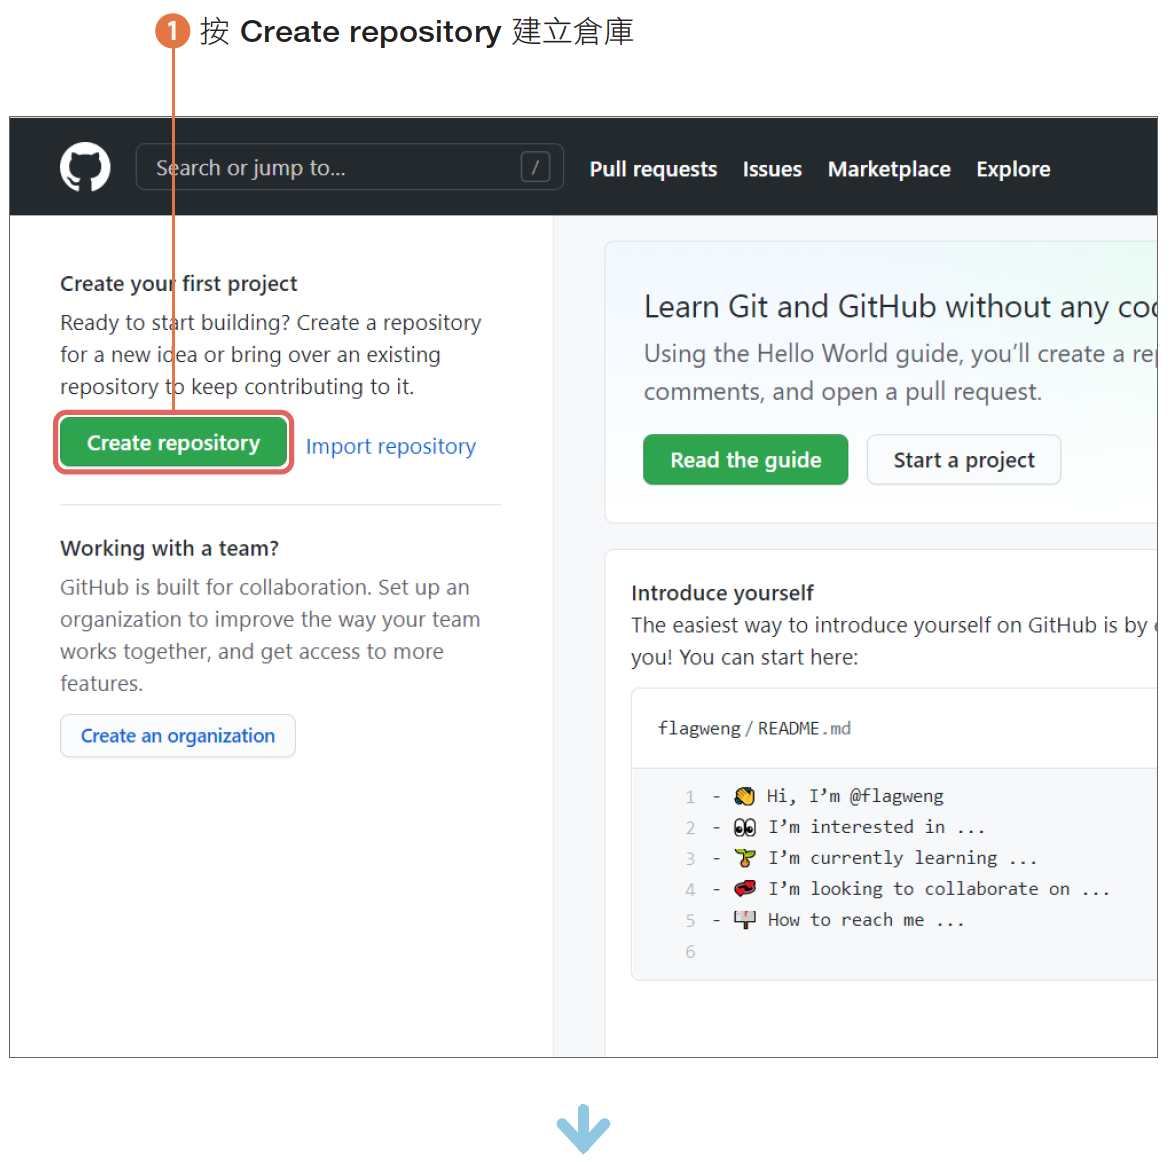 1 按 Create repository 建立倉庫
Search or jump to... /
Pull requests Issues Marketplace Explore
Create your first project
Ready to start building? Create a repository
for a new idea or bring over an existing
repository to keep contributing to it.
Create repository Import repository
Working with a team?
GitHub is built for collaboration. Set up an
organization to improve the way your team
works together, and get access to more
features.
Create an organization
Learn Git and GitHub without any
Using the Hello World guide, you’ll create a
comments, and open a pull request.
Read the guide Start a project
Introduce yourself
The easiest way to introduce yourself on GitHub is by
you! You can start here:
flagweng / README.md
1 - 👋 Hi, I’m @flagweng
2 - 👀 I’m interested in ...
3 - 🌱 I’m currently learning ...
4 - 💞️ I’m looking to collaborate on ...
5 - 📫 How to reach me ...
6